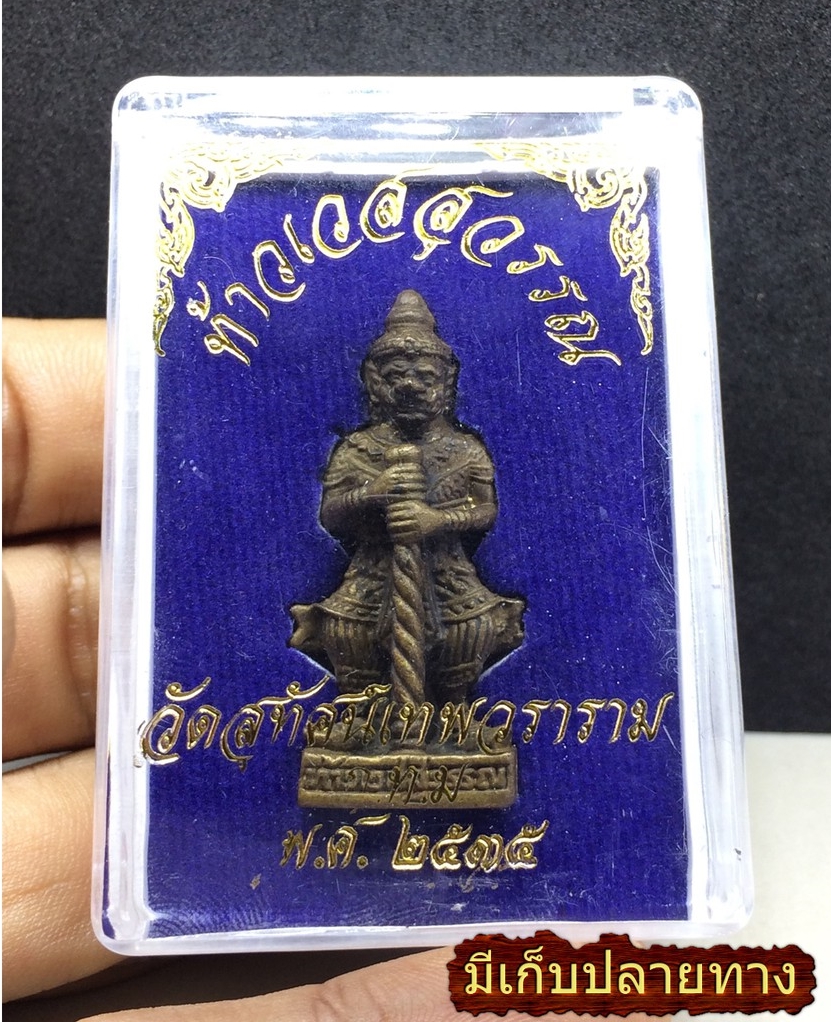 ท้าวเวสสุวรรณ
วัดสุทัศน์เทพวราราม
ก.ม
พ.ศ. ๒๕๓๕
มีเก็บปลายทาง